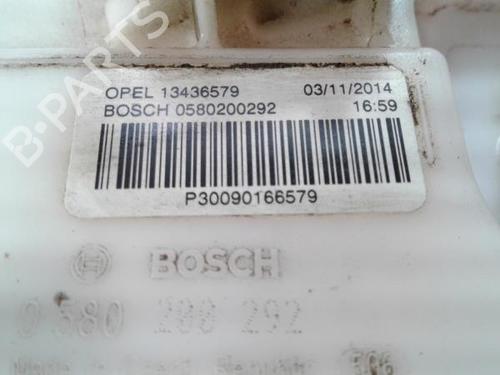 OPEL 13436579 03/11/2014
BOSCH 0580200292 16:59
P30090166579
BOSCH
0 580 200 292
B-PARTS